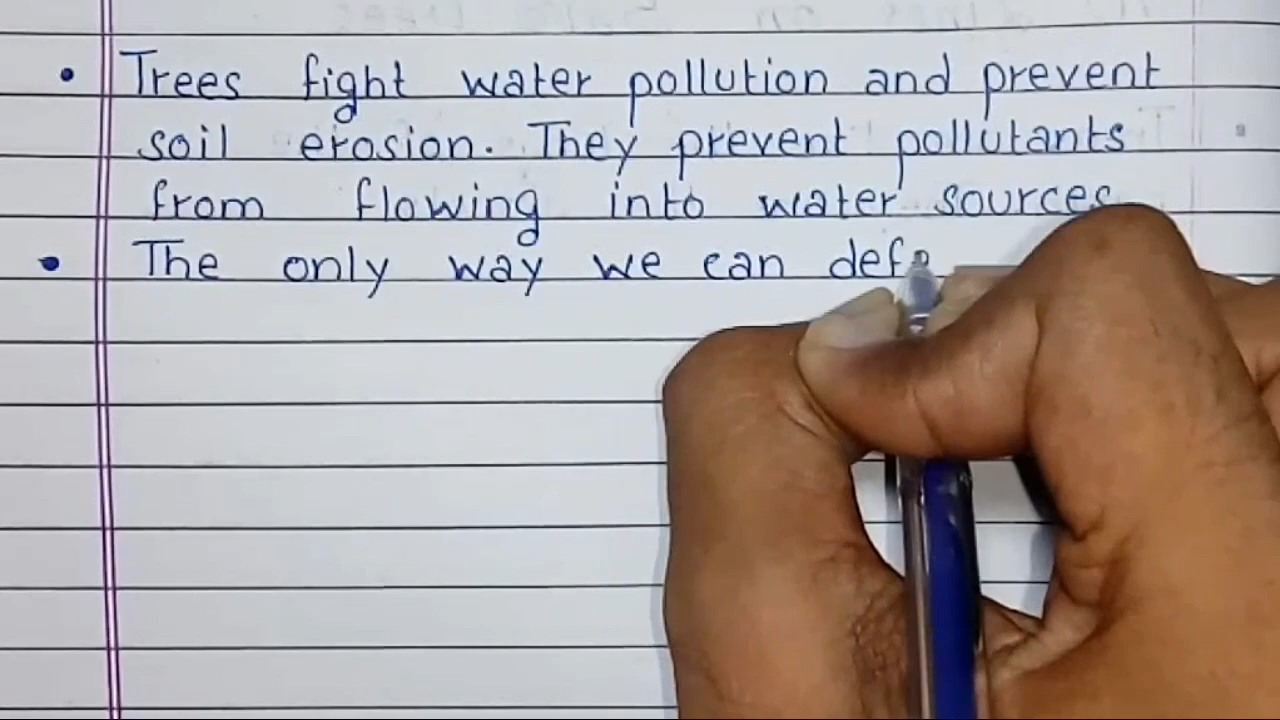 • Trees fight water pollution and prevent
soil erosion. They prevent pollutants
from flowing into water sources
• The only way we can